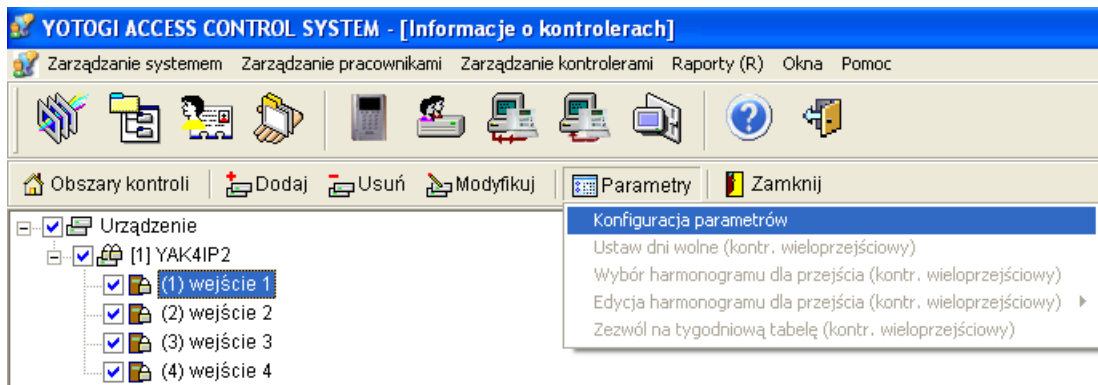 YOTOGI ACCESS CONTROL SYSTEM - [Informacje o kontrolerach]
Zarządzanie systemem Zarządzanie pracownikami Zarządzanie kontrolerami Raporty (R) Okna Pomoc
Obszary kontroli Dodaj Usuń Modyfikuj Parametry Zamknij
Urządzenie
[1] YAK4IP2
(1) wejście 1
(2) wejście 2
(3) wejście 3
(4) wejście 4
Konfiguracja parametrów
Ustaw dni wolne (kontr. wieloprzejściowy)
Wybór harmonogramu dla przejścia (kontr. wieloprzejściowy)
Edycja harmonogramu dla przejścia (kontr. wieloprzejściowy)
Zezwól na tygodniową tabelę (kontr. wieloprzejściowy)